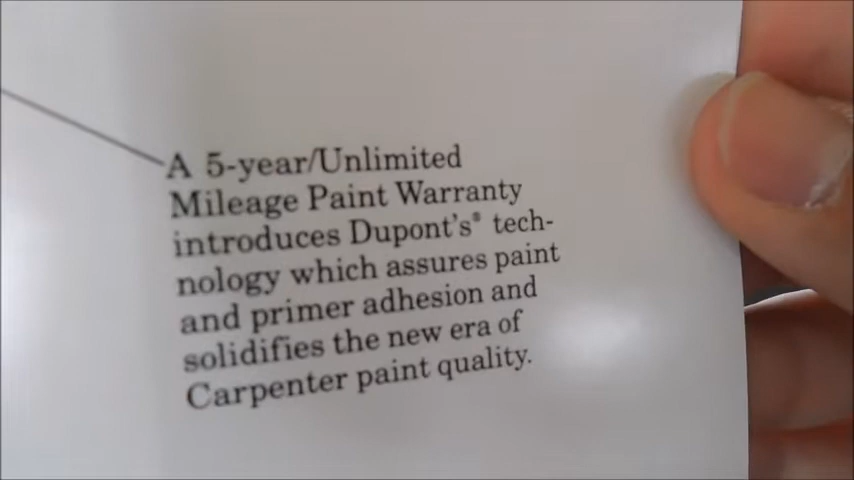 A 5-year/Unlimited
Mileage Paint Warranty
introduces Dupont's® tech-
nology which assures paint
and primer adhesion and
solidifies the new era of
Carpenter paint quality.